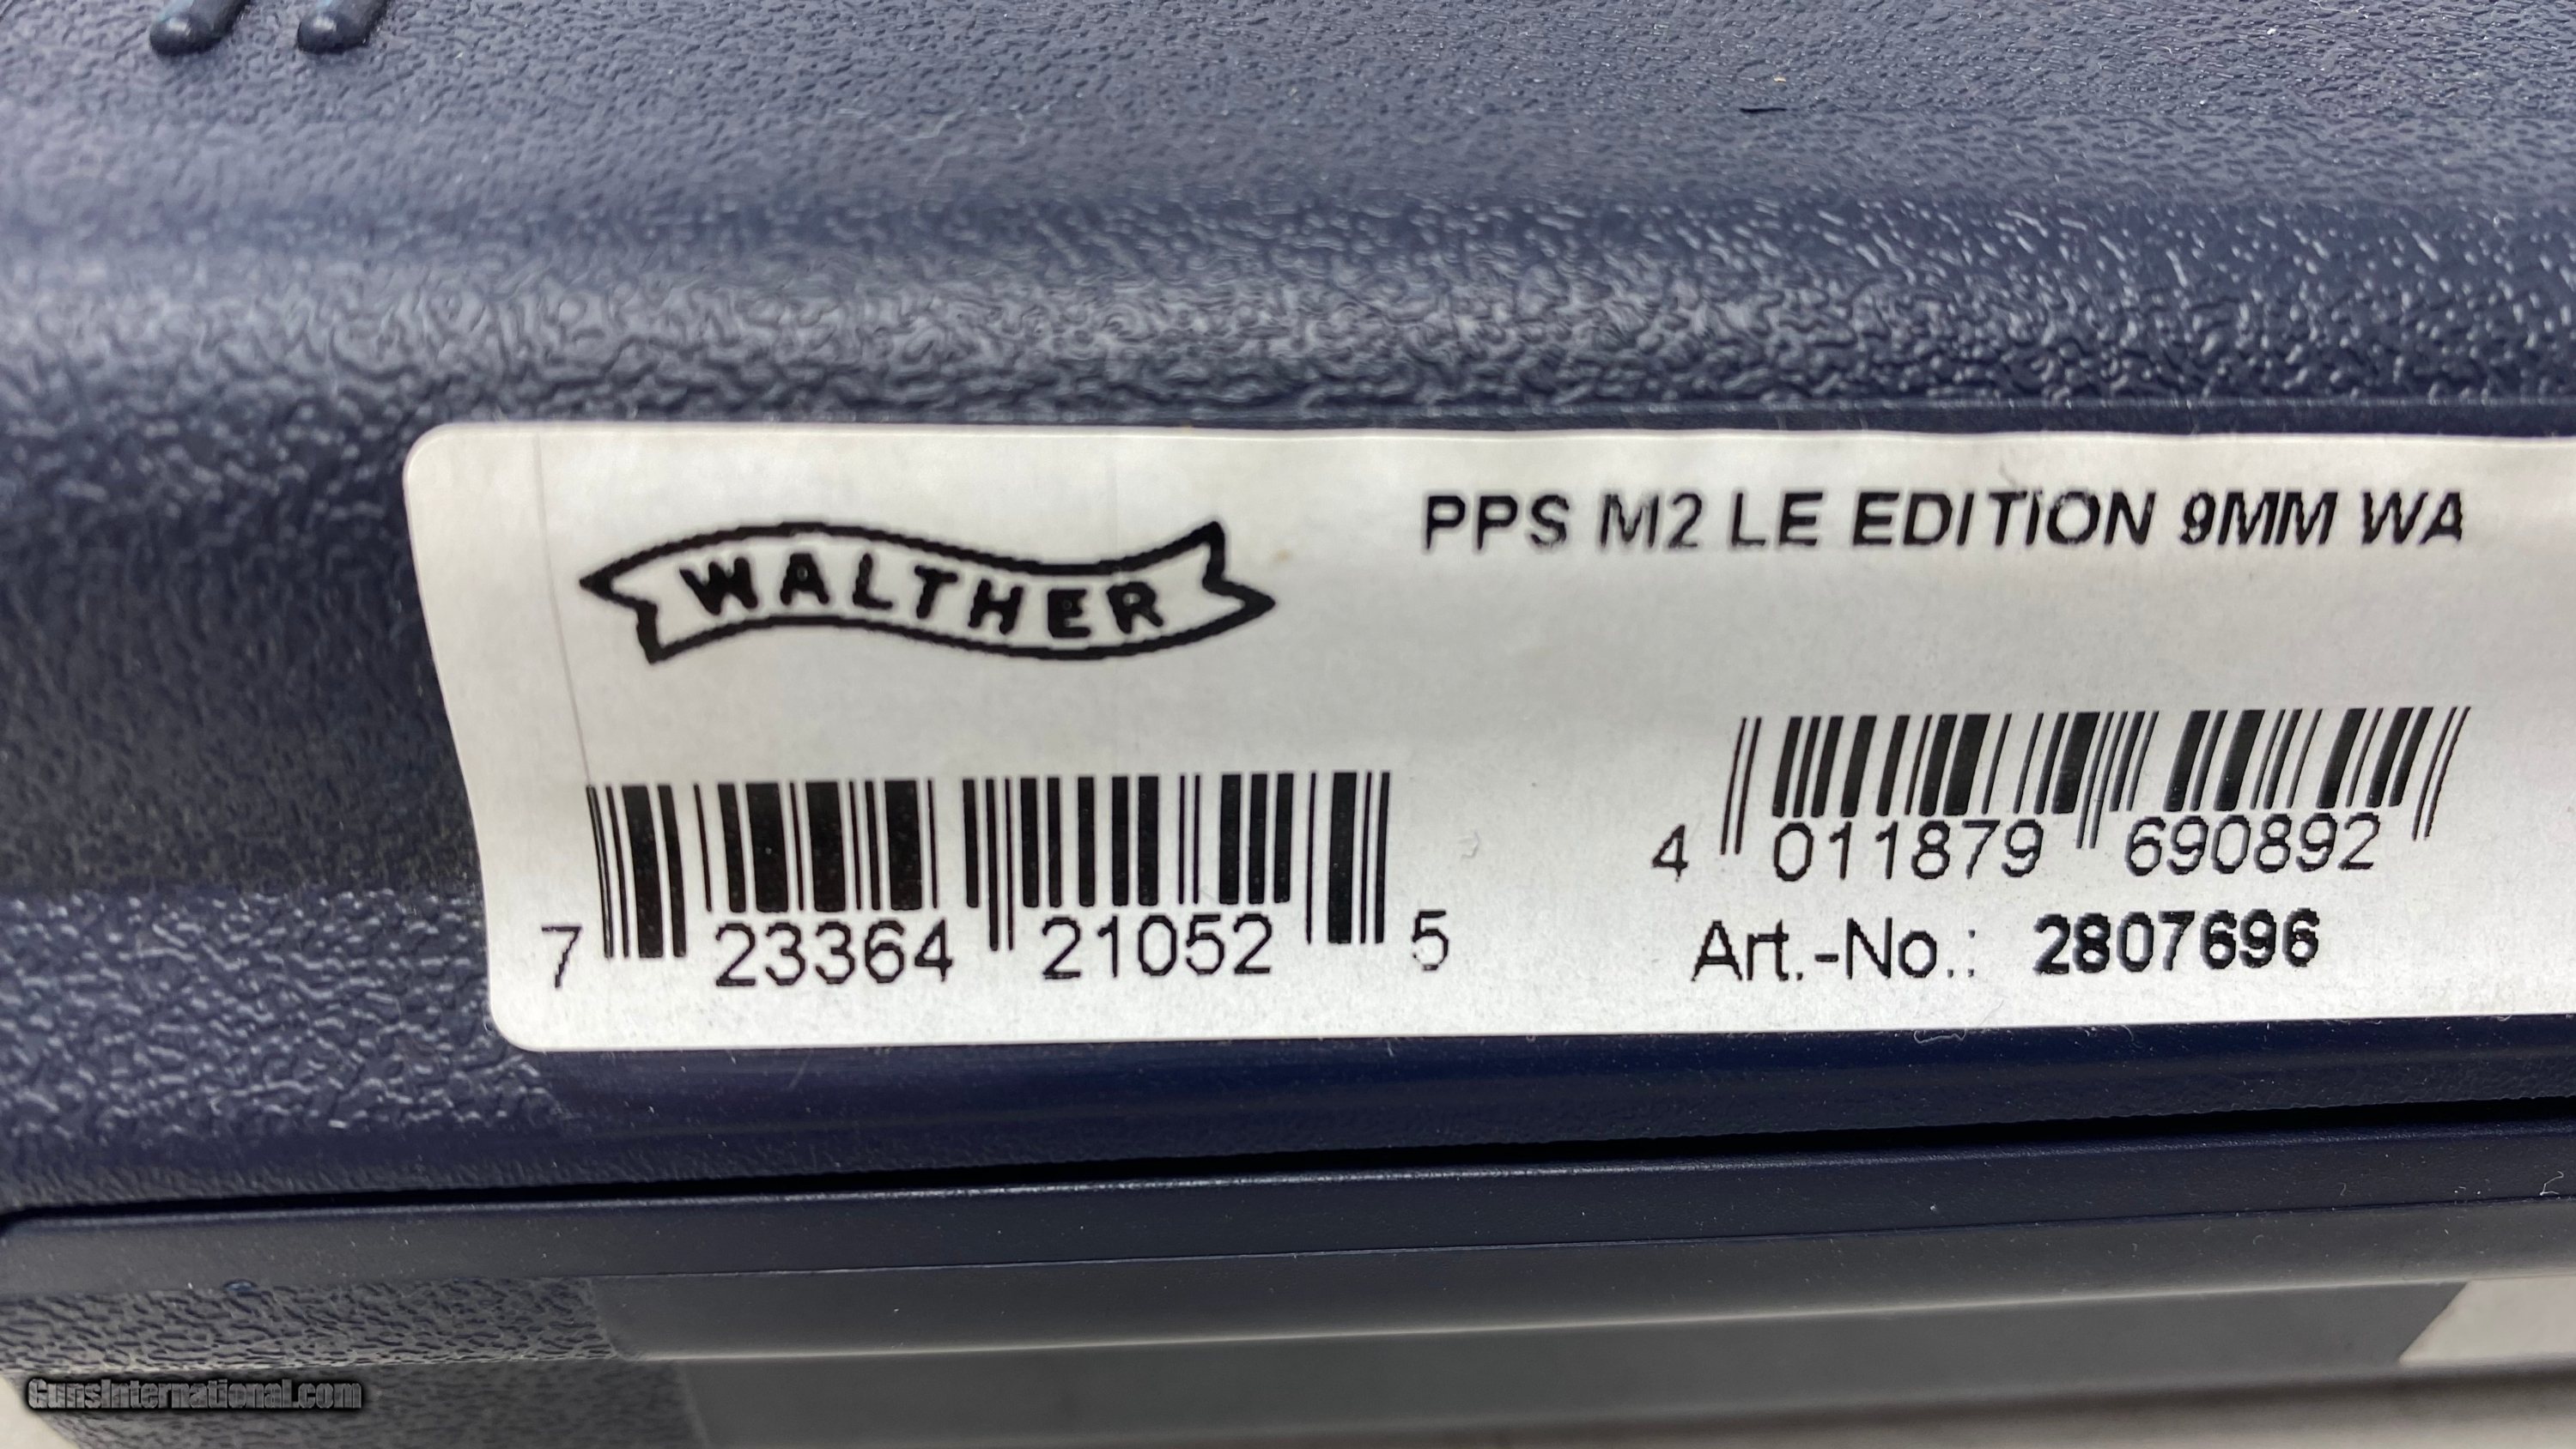 WALTHER
PPS M2 LE EDITION 9MM WA
7 23364 21052 5
4 011879 690892
Art.-No.: 2807696
GunsInternational.com